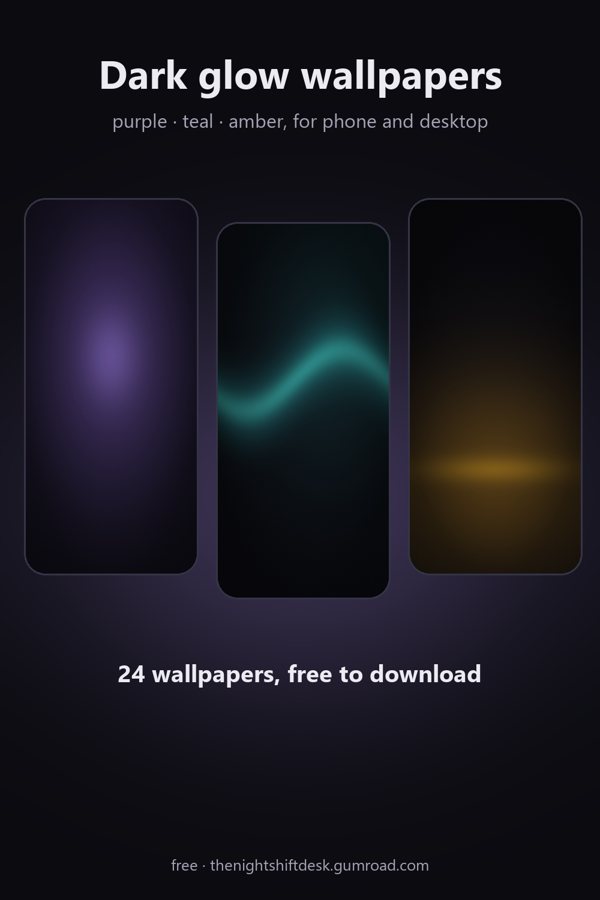 Dark glow wallpapers
purple · teal · amber, for phone and desktop
24 wallpapers, free to download
free · thenightshiftdesk.gumroad.com